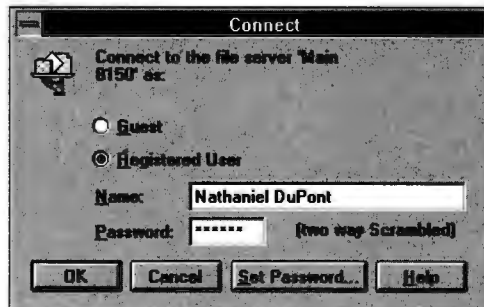 Connect
Connect to the file server 'Main
8150' as:
Guest
Registered User
Name: Nathaniel DuPont
Password: ****** (two way Scrambled)
OK Cancel Set Password... Help